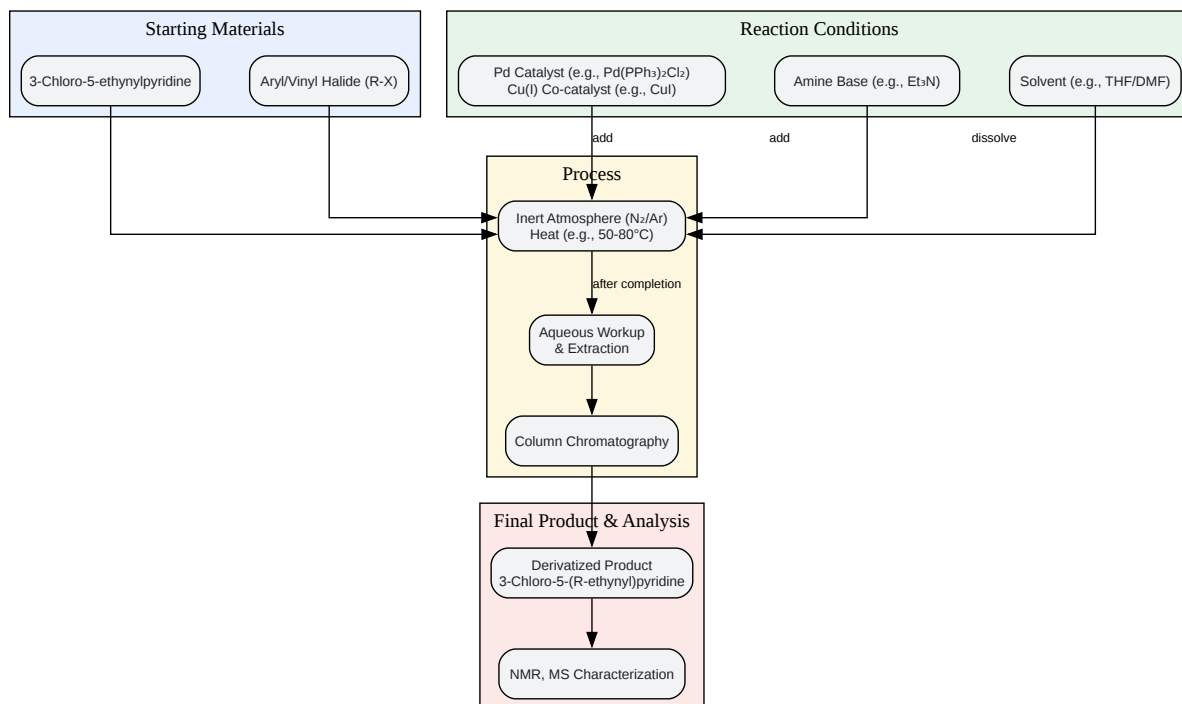 Starting Materials
Reaction Conditions
3-Chloro-5-ethynylpyridine
Aryl/Vinyl Halide (R-X)
Pd Catalyst (e.g., Pd(PPh₃)₂Cl₂)
Cu(I) Co-catalyst (e.g., CuI)
Amine Base (e.g., Et₃N)
Solvent (e.g., THF/DMF)
add
add
dissolve
Process
Inert Atmosphere (N₂/Ar)
Heat (e.g., 50-80°C)
after completion
Aqueous Workup
& Extraction
Column Chromatography
Final Product & Analysis
Derivatized Product
3-Chloro-5-(R-ethynyl)pyridine
NMR, MS Characterization